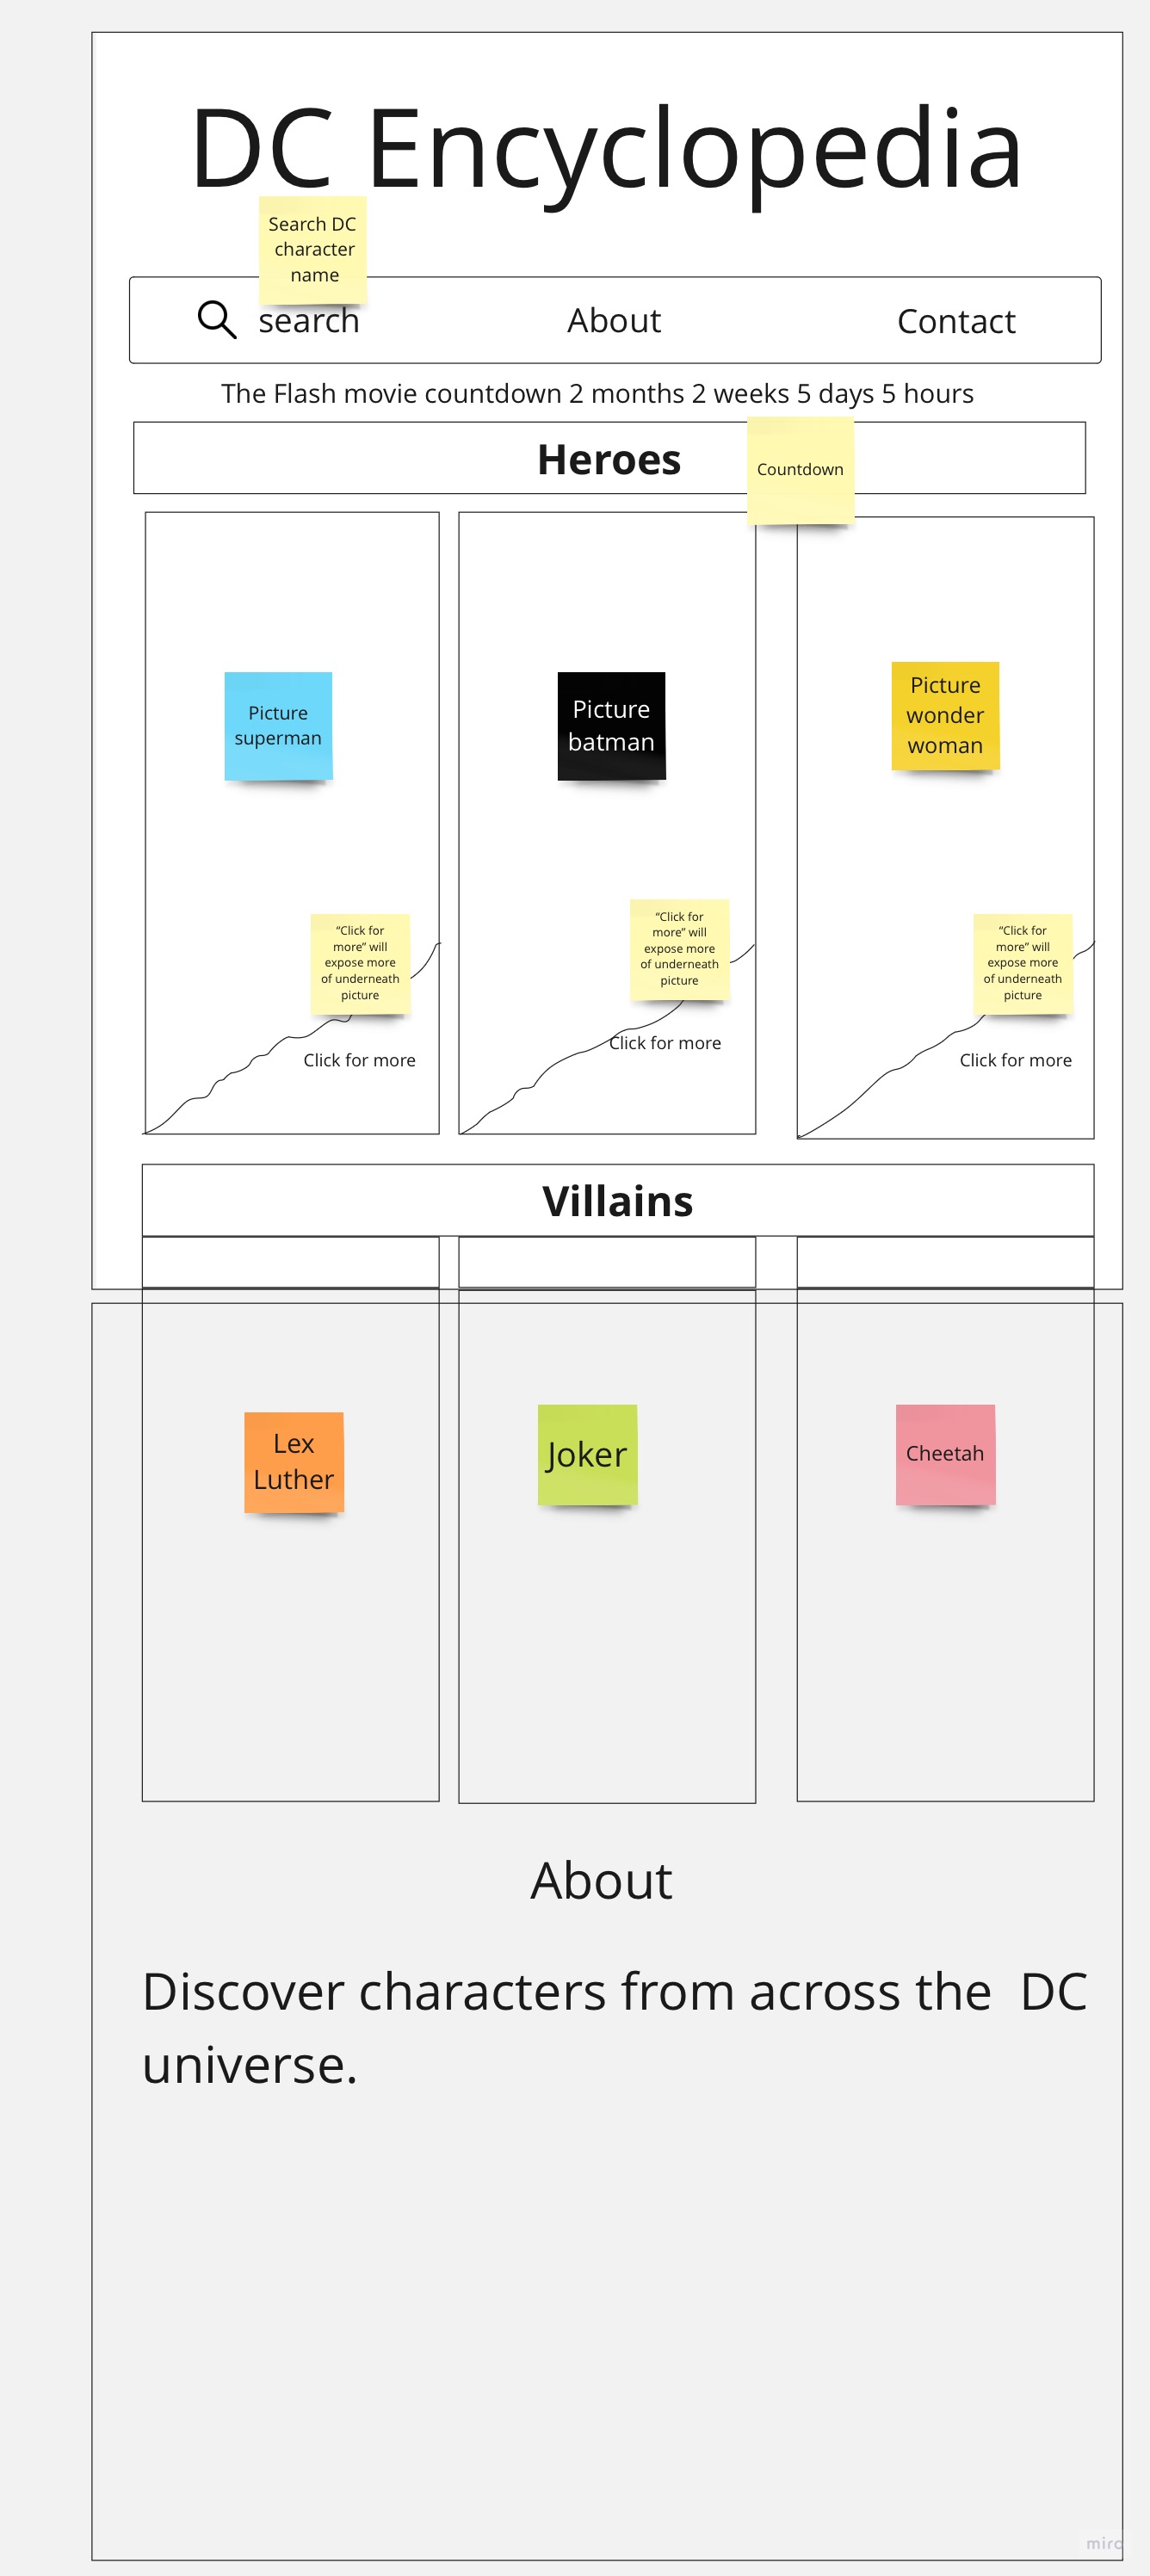 DC Encyclopedia
Search DC
character
name
search
About
Contact
The Flash movie countdown 2 months 2 weeks 5 days 5 hours
Heroes
Countdown
Picture
superman
Picture
batman
Picture
wonder
woman
“Click for
more” will
expose more
of underneath
picture
Click for more
“Click for
more” will
expose more
of underneath
picture
Click for more
“Click for
more” will
expose more
of underneath
picture
Click for more
Villains
Lex
Luther
Joker
Cheetah
About
Discover characters from across the  DC
universe.
miro